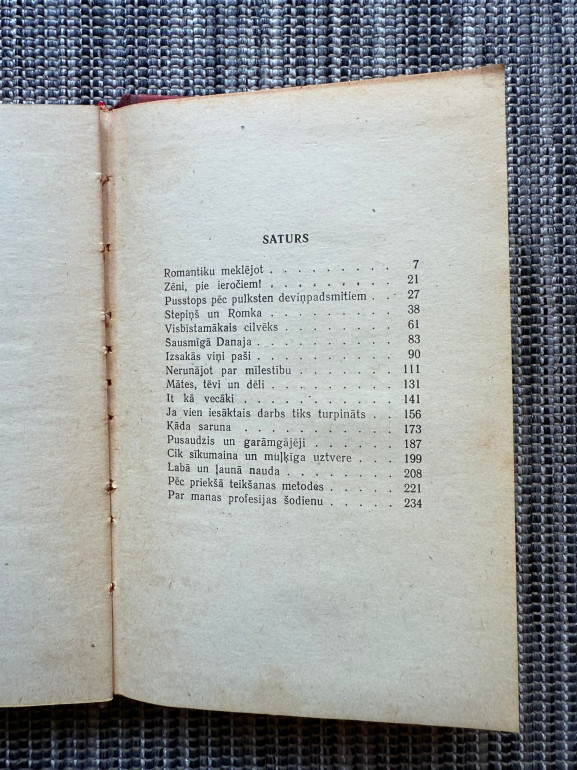 SATURS
Romantiku meklējot . . . . . . . . . 7
Zēni, pie ieročiem! . . . . . . . . . 21
Pusstops pēc pulksten deviņpadsmitiem . . . . 27
Stepiņš un Romka . . . . . . . . . 38
Visbīstamākais cilvēks . . . . . . . . 61
Šausmīgā Danaja . . . . . . . . . . 83
Izsakās viņi paši . . . . . . . . . . 90
Nerunājot par mīlestību . . . . . . . 111
Mātes, tēvi un dēli . . . . . . . . . 131
It kā vecāki . . . . . . . . . . . 141
Ja vien iesāktais darbs tiks turpināts . . . . 156
Kāda saruna . . . . . . . . . . . 173
Pusaudzis un garāmgājēji . . . . . . . 187
Cik sīkumaina un muļķīga uztvere . . . . . 199
Labā un ļaunā nauda . . . . . . . . 208
Pēc priekšā teikšanas metodes . . . . . 221
Par manas profesijas šodienu . . . . . . 234